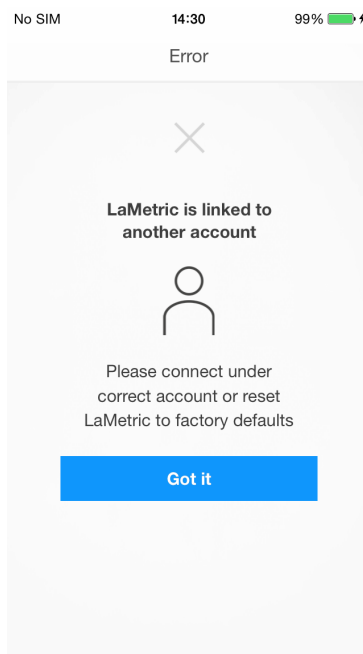 No SIM 14:30 99%
Error
LaMetric is linked to
another account
Please connect under
correct account or reset
LaMetric to factory defaults
Got it